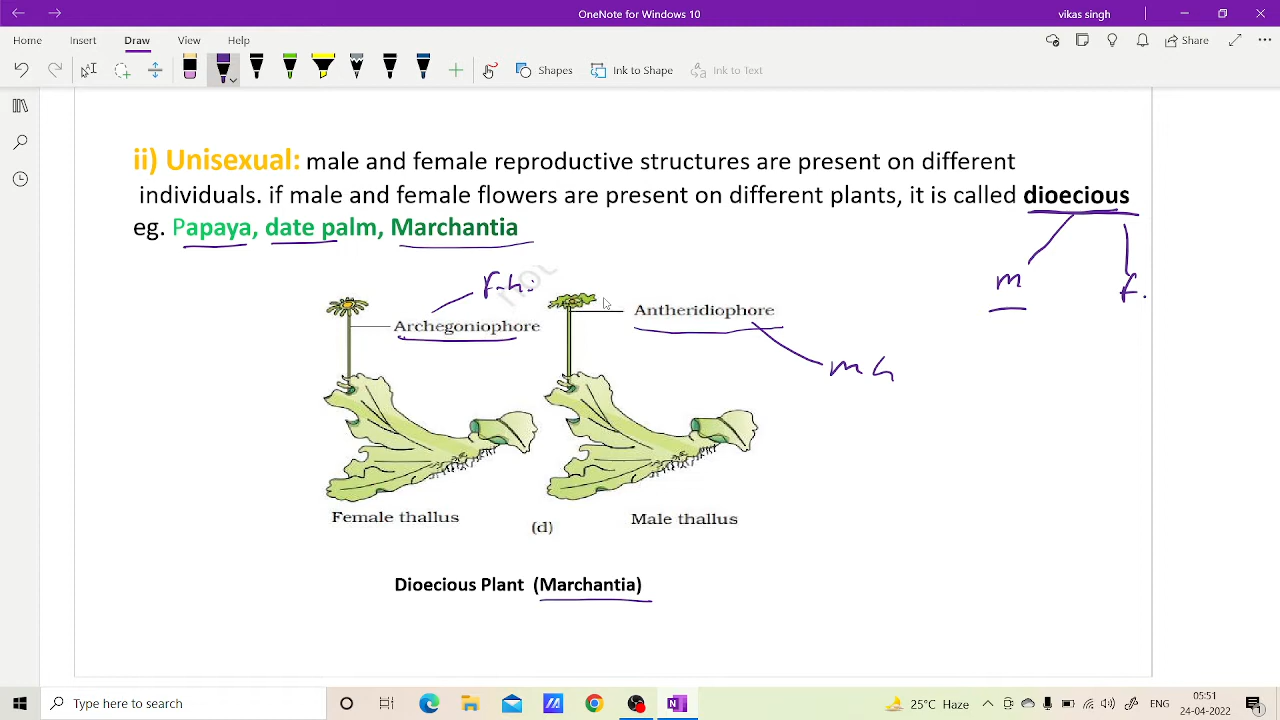 OneNote for Windows 10
vikas singh
Home Insert Draw View Help
Share
Shapes
Ink to Shape
Ink to Text
ii) Unisexual: male and female reproductive structures are present on different
individuals. if male and female flowers are present on different plants, it is called dioecious
eg. Papaya, date palm, Marchantia
m
f.
Archegoniophore
Antheridiophore
Female thallus
(d)
Male thallus
Dioecious Plant (Marchantia)
Type here to search
25°C Haze
ENG
05:51
24-04-2022